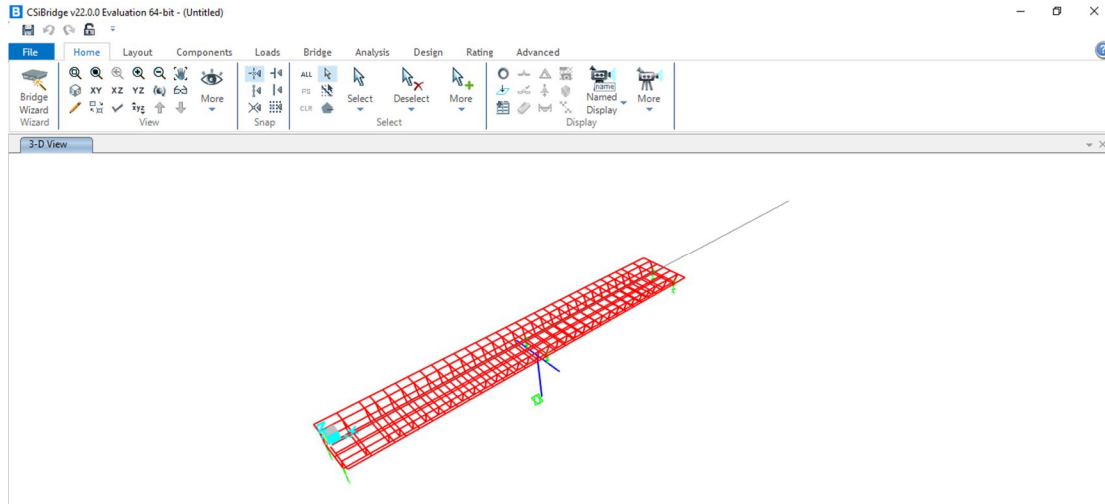 B CSiBridge v22.0.0 Evaluation 64-bit - (Untitled)
File Home Layout Components Loads Bridge Analysis Design Rating Advanced
Bridge Wizard
XY XZ YZ
xyz
More
ALL
PS
CLR
Select Deselect More
name
Named Display
More
Wizard View Snap Select Display
3-D View